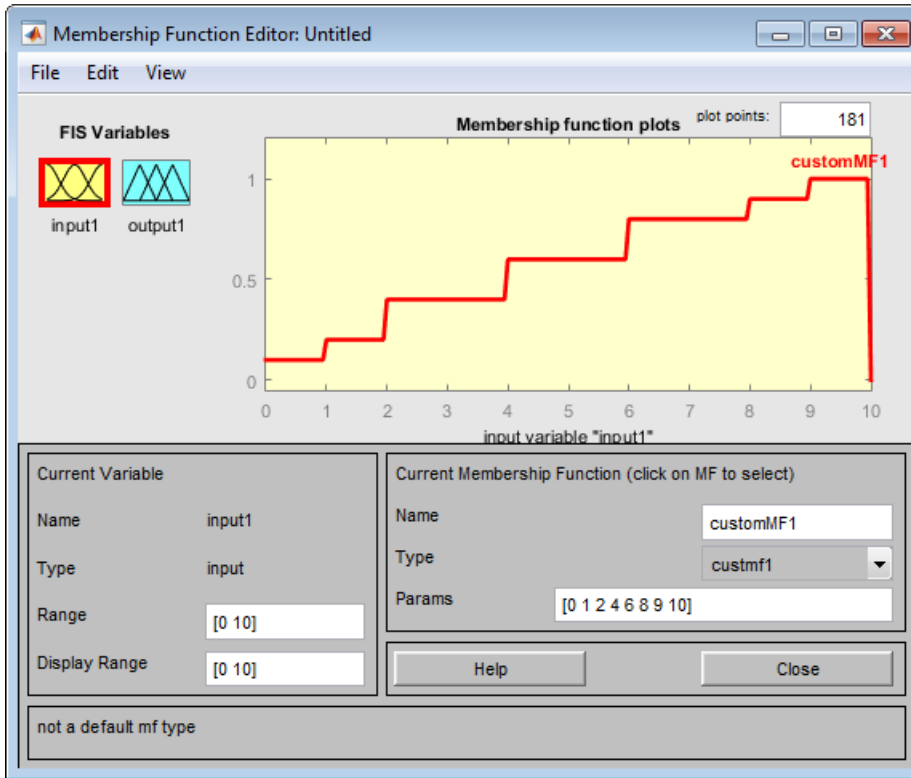 Membership Function Editor: Untitled
File Edit View
FIS Variables
input1 output1
Membership function plots
plot points: 181
customMF1
1
0.5
0
0 1 2 3 4 5 6 7 8 9 10
input variable "input1"
Current Variable
Name input1
Type input
Range [0 10]
Display Range [0 10]
Current Membership Function (click on MF to select)
Name customMF1
Type custmf1
Params [0 1 2 4 6 8 9 10]
Help Close
not a default mf type